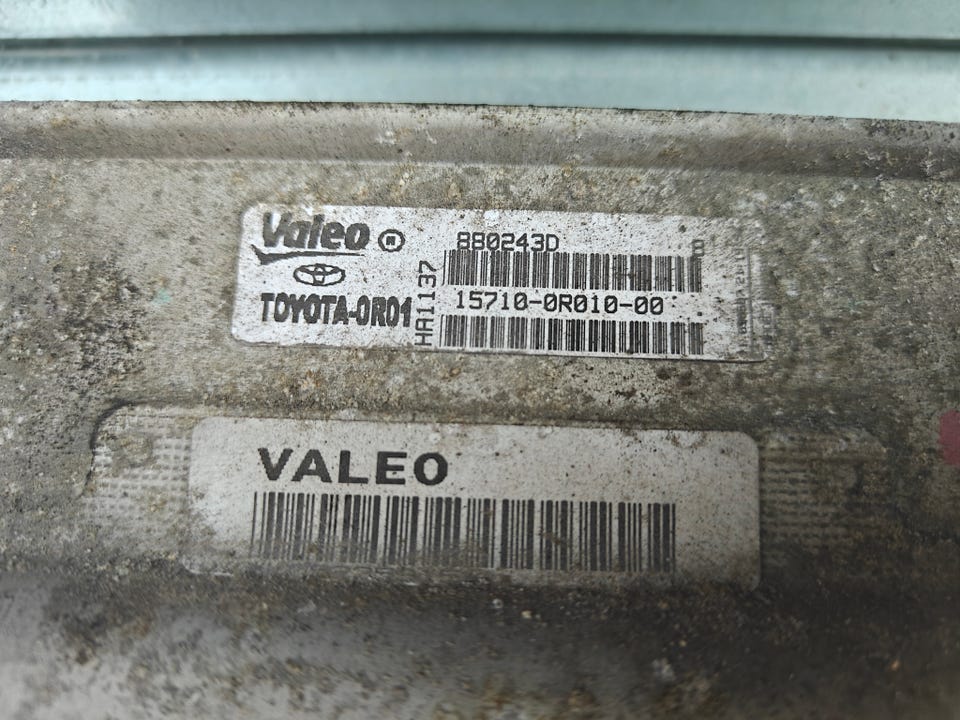 Valeo
880243D
TOYOTA-0R01
HA1137
15710-0R010-00
VALEO